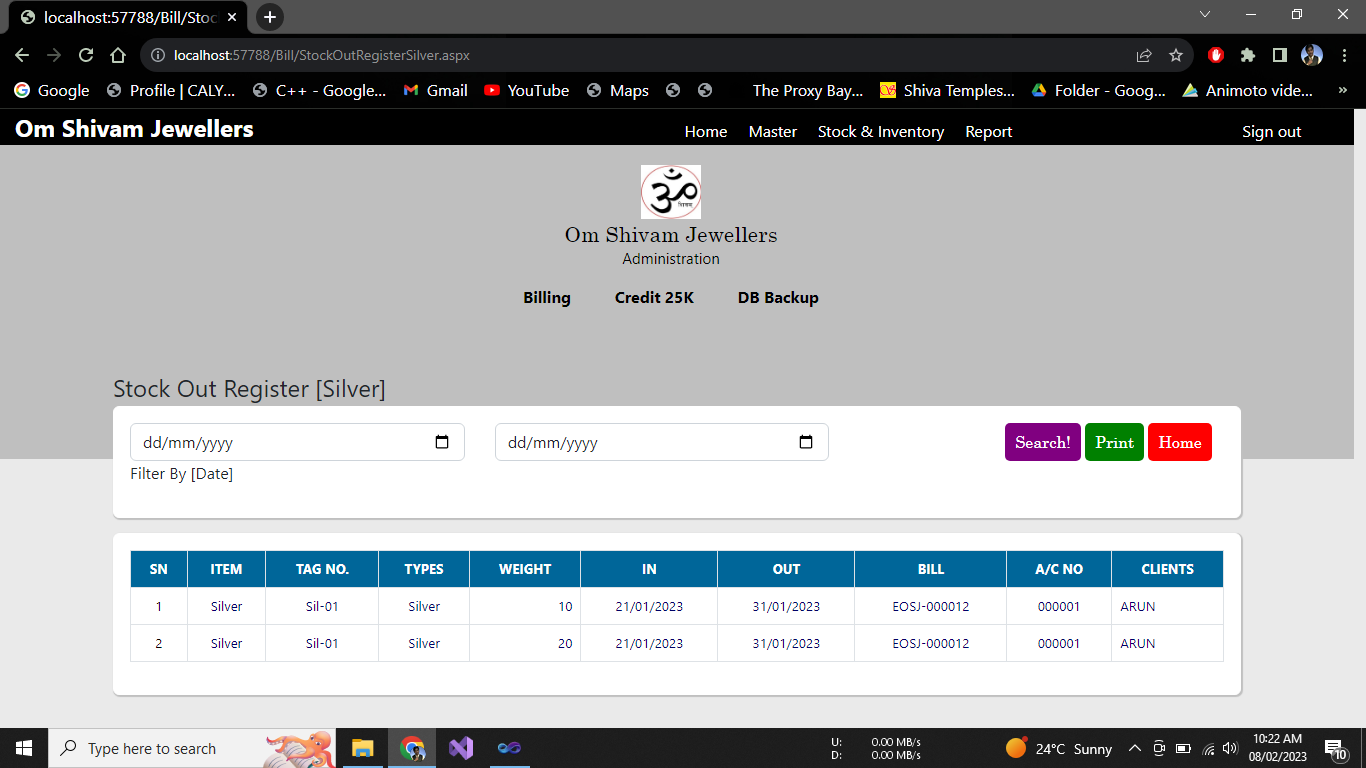 localhost:57788/Bill/Stoc
localhost:57788/Bill/StockOutRegisterSilver.aspx
Google Profile | CALY... C++ - Google... Gmail YouTube Maps The Proxy Bay... Shiva Temples... Folder - Goog... Animoto vide... »
Om Shivam Jewellers Home Master Stock & Inventory Report Sign out
ॐ
शिवम
Om Shivam Jewellers
Administration
Billing Credit 25K DB Backup
Stock Out Register [Silver]
dd/mm/yyyy dd/mm/yyyy Search! Print Home
Filter By [Date]
SN ITEM TAG NO. TYPES WEIGHT IN OUT BILL A/C NO CLIENTS
1 Silver Sil-01 Silver 10 21/01/2023 31/01/2023 EOSJ-000012 000001 ARUN
2 Silver Sil-01 Silver 20 21/01/2023 31/01/2023 EOSJ-000012 000001 ARUN
Type here to search
U: 0.00 MB/s
D: 0.00 MB/s
24°C Sunny
10:22 AM
08/02/2023
10